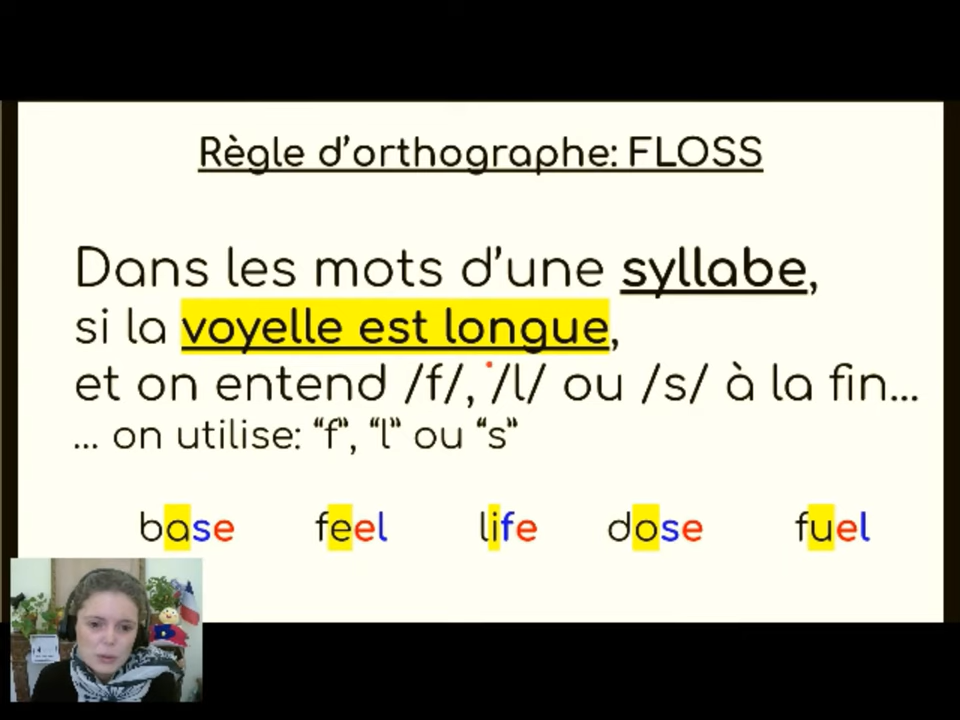 Règle d'orthographe: FLOSS
Dans les mots d'une syllabe,
si la voyelle est longue,
et on entend /f/, /l/ ou /s/ à la fin...
... on utilise: “f”, “l” ou “s”
base feel life dose fuel